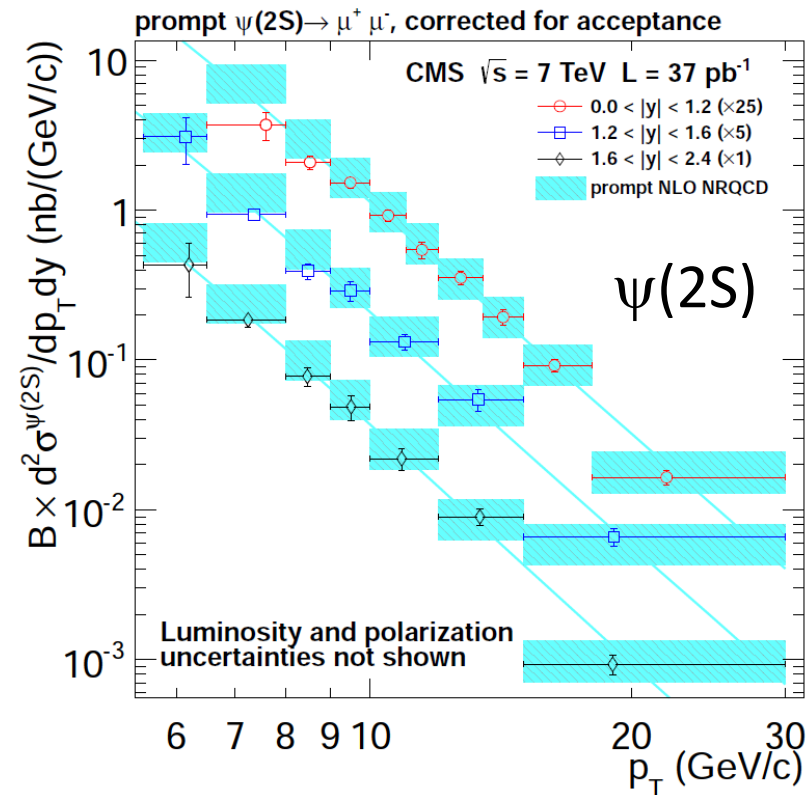 prompt ψ(2S)→ μ⁺ μ⁻, corrected for acceptance
CMS √s = 7 TeV L = 37 pb⁻¹
0.0 < |y| < 1.2 (×25)
1.2 < |y| < 1.6 (×5)
1.6 < |y| < 2.4 (×1)
prompt NLO NRQCD
ψ(2S)
B × d²σ^ψ(2S)/dp_T dy (nb/(GeV/c))
10
1
10⁻¹
10⁻²
10⁻³
Luminosity and polarization
uncertainties not shown
6 7 8 9 10 20 30
p_T (GeV/c)